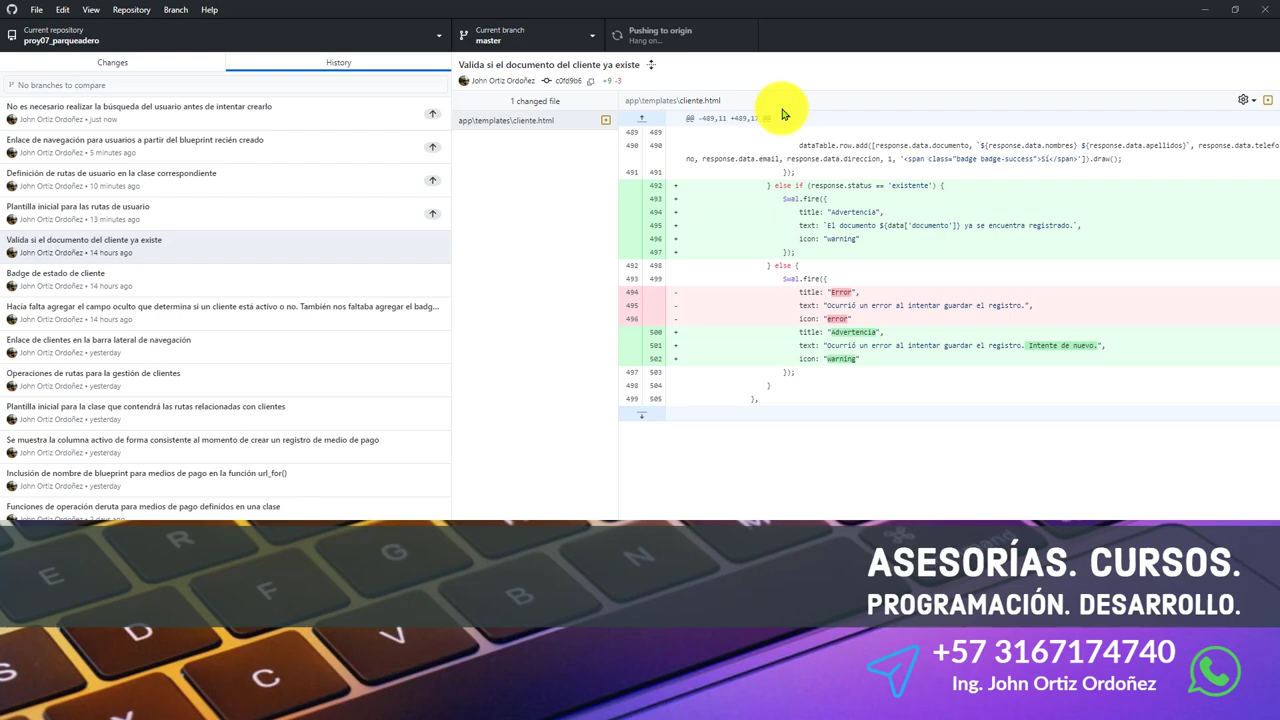 File Edit View Repository Branch Help
Current repository
proy07_parqueadero
Current branch
master
Pushing to origin
Hang on...
Changes
History
No branches to compare
No es necesario realizar la búsqueda del usuario antes de intentar crearlo
John Ortiz Ordoñez • just now
Enlace de navegación para usuarios a partir del blueprint recién creado
John Ortiz Ordoñez • 5 minutes ago
Definición de rutas de usuario en la clase correspondiente
John Ortiz Ordoñez • 10 minutes ago
Plantilla inicial para las rutas de usuario
John Ortiz Ordoñez • 13 minutes ago
Valida si el documento del cliente ya existe
John Ortiz Ordoñez • 14 hours ago
Badge de estado de cliente
John Ortiz Ordoñez • 14 hours ago
Hacía falta agregar el campo oculto que determina si un cliente está activo o no. También nos faltaba agregar el badg...
John Ortiz Ordoñez • 14 hours ago
Enlace de clientes en la barra lateral de navegación
John Ortiz Ordoñez • yesterday
Operaciones de rutas para la gestión de clientes
John Ortiz Ordoñez • yesterday
Plantilla inicial para la clase que contendrá las rutas relacionadas con clientes
John Ortiz Ordoñez • yesterday
Se muestra la columna activo de forma consistente al momento de crear un registro de medio de pago
John Ortiz Ordoñez • yesterday
Inclusión de nombre de blueprint para medios de pago en la función url_for()
John Ortiz Ordoñez • yesterday
Funciones de operación deruta para medios de pago definidos en una clase
John Ortiz Ordoñez • 2 days ago
Valida si el documento del cliente ya existe
John Ortiz Ordoñez c0fd9b6 +9 -3
1 changed file
app\templates\cliente.html
app\templates\cliente.html
@@ -489,11 +489,17 @@
489 489
490 490 dataTable.row.add([response.data.documento, `${response.data.nombres} ${response.data.apellidos}`, response.data.telefo
no, response.data.email, response.data.direccion, 1, '<span class="badge badge-success">Sí</span>']).draw();
491 491 });
492 + } else if (response.status == 'existente') {
493 + Swal.fire({
494 + title: "Advertencia",
495 + text: `El documento ${data['documento']} ya se encuentra registrado.`,
496 + icon: "warning"
497 + });
492 498 } else {
493 499 Swal.fire({
494 - title: "Error",
495 - text: "Ocurrió un error al intentar guardar el registro.",
496 - icon: "error"
500 + title: "Advertencia",
501 + text: "Ocurrió un error al intentar guardar el registro. Intente de nuevo.",
502 + icon: "warning"
497 503 });
498 504 }
499 505 },
ASESORÍAS. CURSOS.
PROGRAMACIÓN. DESARROLLO.
+57 3167174740
Ing. John Ortiz Ordoñez